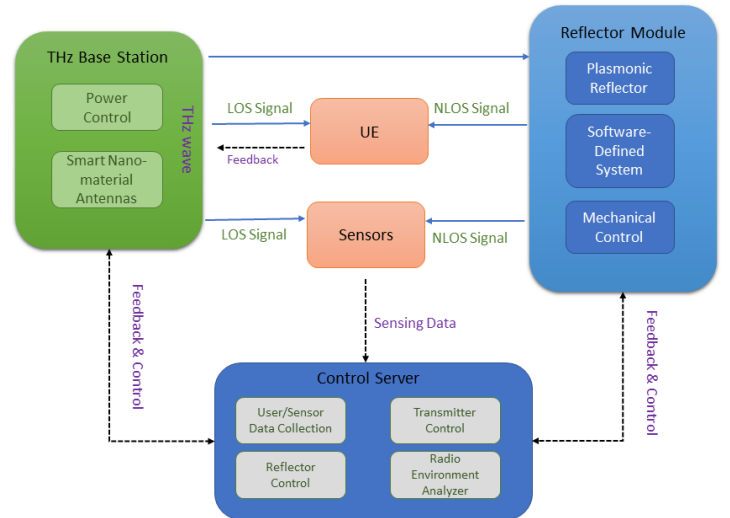 THz Base Station
Power
Control
Smart Nano-
material
Antennas
THz wave
LOS Signal
UE
NLOS Signal
Feedback
LOS Signal
Sensors
NLOS Signal
Reflector Module
Plasmonic
Reflector
Software-
Defined
System
Mechanical
Control
Feedback & Control
Sensing Data
Feedback & Control
Control Server
User/Sensor
Data Collection
Transmitter
Control
Reflector
Control
Radio
Environment
Analyzer